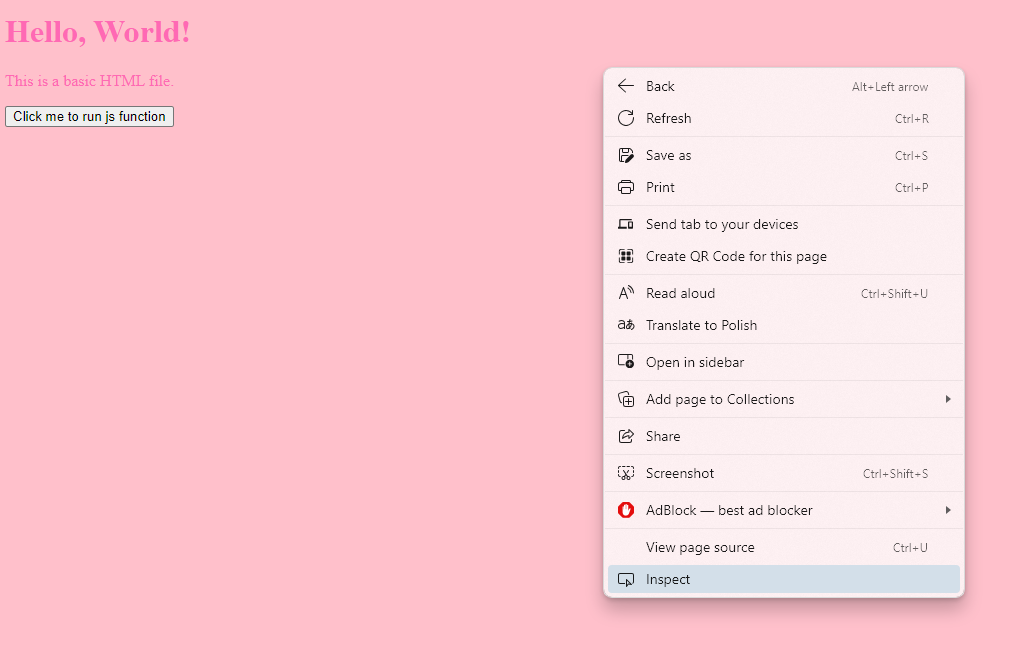 Hello, World!
This is a basic HTML file.
Click me to run js function
Back Alt+Left arrow
Refresh Ctrl+R
Save as Ctrl+S
Print Ctrl+P
Send tab to your devices
Create QR Code for this page
Read aloud Ctrl+Shift+U
Translate to Polish
Open in sidebar
Add page to Collections
Share
Screenshot Ctrl+Shift+S
AdBlock — best ad blocker
View page source Ctrl+U
Inspect